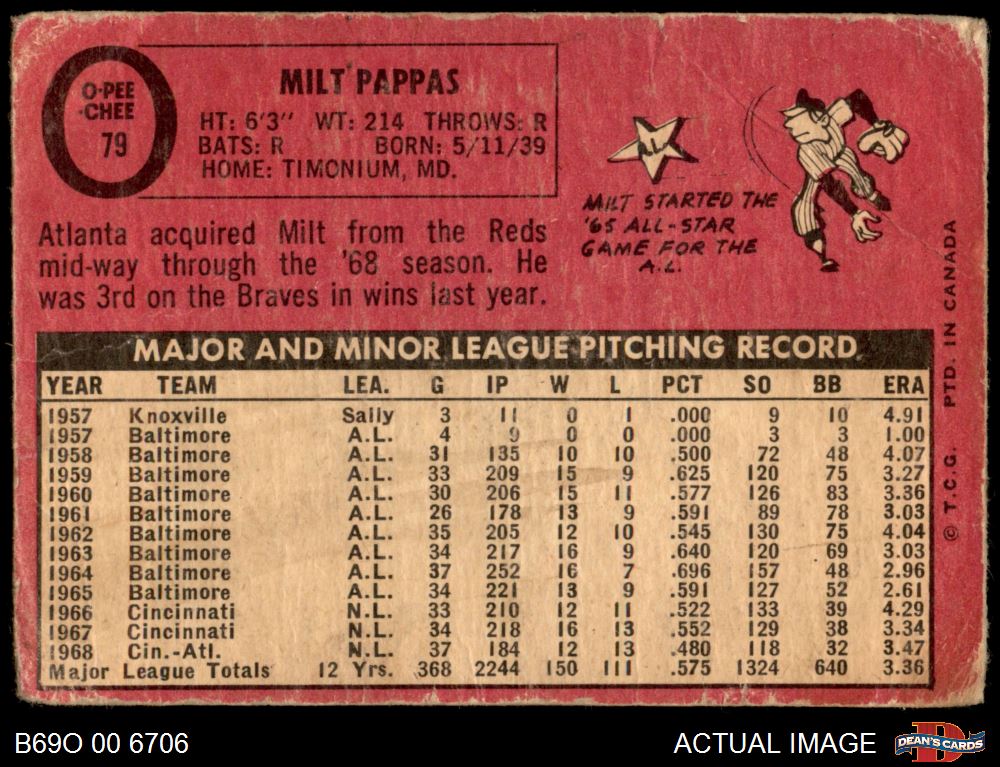 O-PEE
-CHEE
79
MILT PAPPAS
HT: 6'3" WT: 214 THROWS: R
BATS: R BORN: 5/11/39
HOME: TIMONIUM, MD.
A.L.
MILT STARTED THE
'65 ALL-STAR
GAME FOR THE
A.L.
Atlanta acquired Milt from the Reds
mid-way through the '68 season. He
was 3rd on the Braves in wins last year.
MAJOR AND MINOR LEAGUE PITCHING RECORD
YEAR TEAM LEA. G IP W L PCT SO BB ERA
1957 Knoxville Sally 3 11 0 1 .000 9 10 4.91
1957 Baltimore A.L. 4 9 0 0 .000 3 3 1.00
1958 Baltimore A.L. 31 135 10 10 .500 72 48 4.07
1959 Baltimore A.L. 33 209 15 9 .625 120 75 3.27
1960 Baltimore A.L. 30 206 15 11 .577 126 83 3.36
1961 Baltimore A.L. 26 178 13 9 .591 89 78 3.03
1962 Baltimore A.L. 35 205 12 10 .545 130 75 4.04
1963 Baltimore A.L. 34 217 16 9 .640 120 69 3.03
1964 Baltimore A.L. 37 252 16 7 .696 157 48 2.96
1965 Baltimore A.L. 34 221 13 9 .591 127 52 2.61
1966 Cincinnati N.L. 33 210 12 11 .522 133 39 4.29
1967 Cincinnati N.L. 34 218 16 13 .552 129 38 3.34
1968 Cin.-Atl. N.L. 37 184 12 13 .480 118 32 3.47
Major League Totals 12 Yrs. 368 2244 150 111 .575 1324 640 3.36
© T.C.G. PTD. IN CANADA
B69O 00 6706
ACTUAL IMAGE
D
DEAN'S CARDS